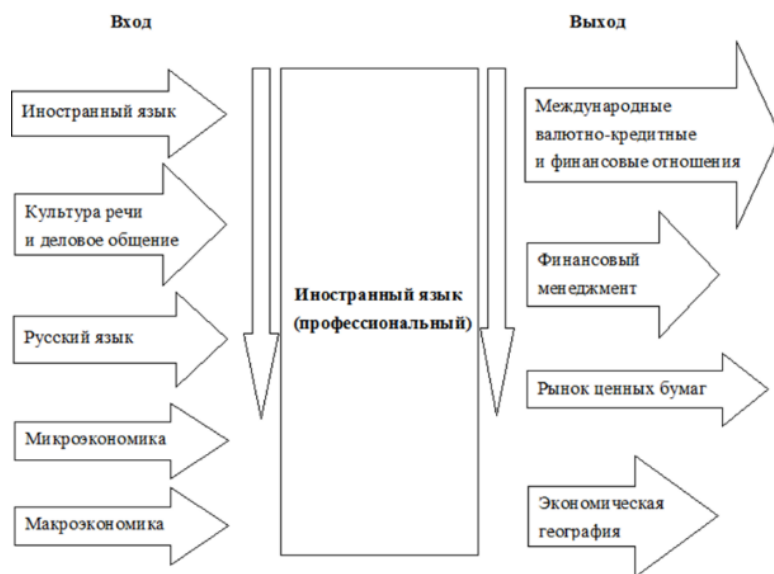 Вход
Выход
Иностранный язык
Культура речи
и деловое общение
Русский язык
Микроэкономика
Макроэкономика
Иностранный язык
(профессиональный)
Международные
валютно-кредитные
и финансовые отношения
Финансовый
менеджмент
Рынок ценных бумаг
Экономическая
география